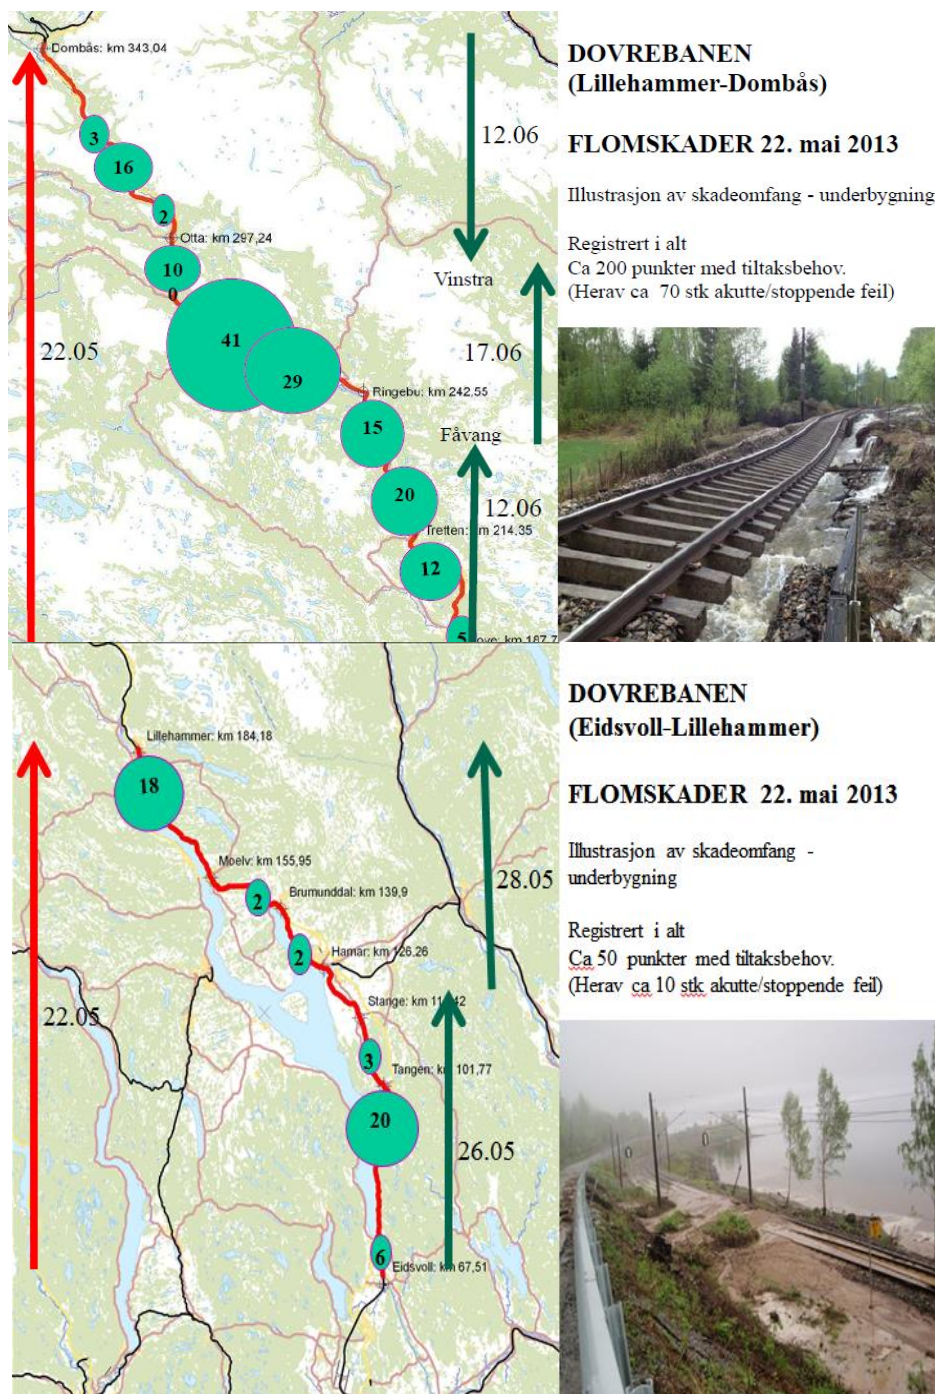 Dombås: km 343,04
3
16
2
Otta: km 297,24
10
0
41
29
22.05
Ringebu: km 242,55
15
20
Tretten: km 214,35
12
5
12.06
Vinstra
17.06
Fåvang
12.06
DOVREBANEN
(Lillehammer-Dombås)
FLOMSKADER 22. mai 2013
Illustrasjon av skadeomfang - underbygning
Registrert i alt
Ca 200 punkter med tiltaksbehov.
(Herav ca 70 stk akutte/stoppende feil)
Lillehammer: km 184,18
18
Moelv: km 155,95
2
Brumunddal: km 139,9
2
Hamar: km 126,26
Stange: km
22.05
3
Tangen: km 101,77
20
6
Eidsvoll: km 67,51
28.05
26.05
DOVREBANEN
(Eidsvoll-Lillehammer)
FLOMSKADER 22. mai 2013
Illustrasjon av skadeomfang -
underbygning
Registrert i alt
Ca 50 punkter med tiltaksbehov.
(Herav ca 10 stk akutte/stoppende feil)